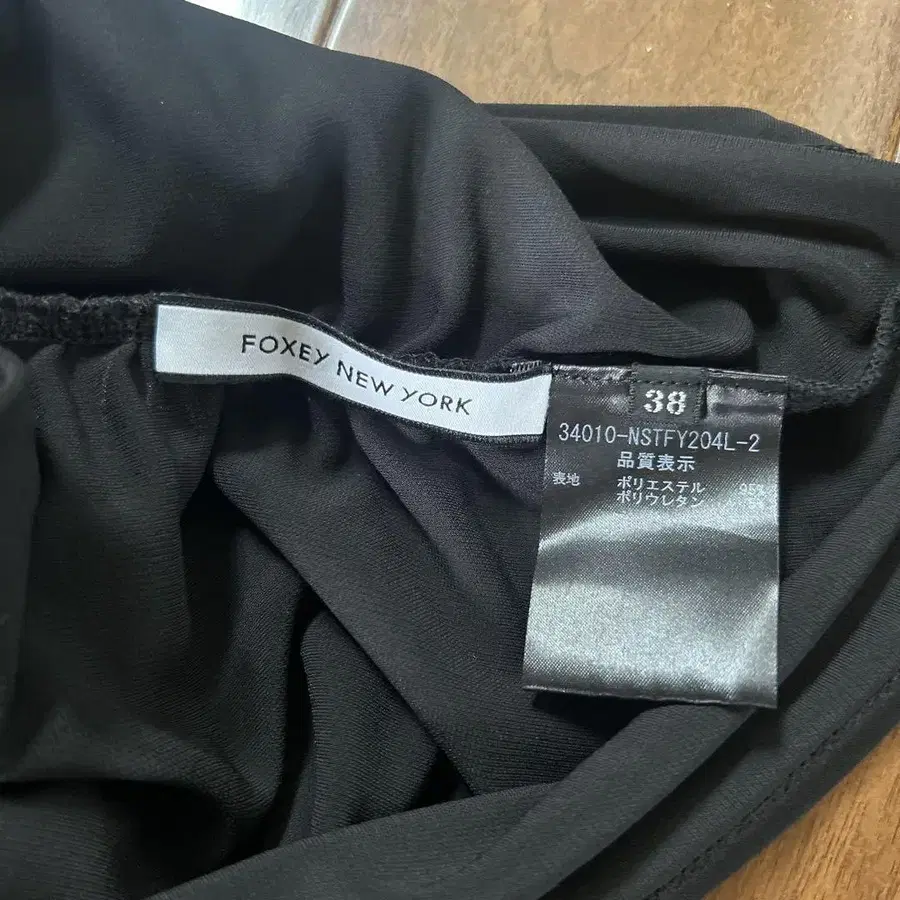 FOXEY NEW YORK
38
34010-NSTFY204L-2
品質表示
表地 ポリエステル 95%
ポリウレタン